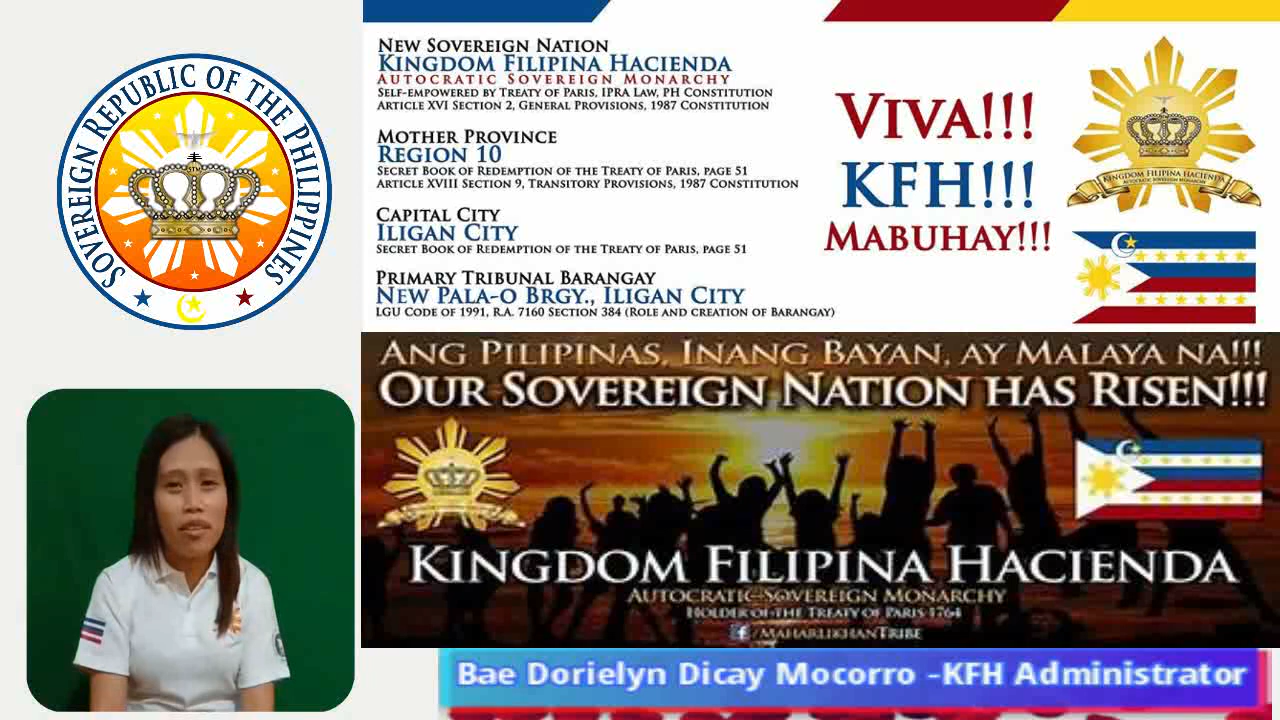 SOVEREIGN REPUBLIC OF THE PHILIPPINES
NEW SOVEREIGN NATION
KINGDOM FILIPINA HACIENDA
AUTOCRATIC SOVEREIGN MONARCHY
SELF-EMPOWERED BY TREATY OF PARIS, IPRA LAW, PH CONSTITUTION
ARTICLE XVI SECTION 2, GENERAL PROVISIONS, 1987 CONSTITUTION
MOTHER PROVINCE
REGION 10
SECRET BOOK OF REDEMPTION OF THE TREATY OF PARIS, PAGE 51
ARTICLE XVIII SECTION 9, TRANSITORY PROVISIONS, 1987 CONSTITUTION
CAPITAL CITY
ILIGAN CITY
SECRET BOOK OF REDEMPTION OF THE TREATY OF PARIS, PAGE 51
PRIMARY TRIBUNAL BARANGAY
NEW PALA-O BRGY., ILIGAN CITY
LGU CODE OF 1991, R.A. 7160 SECTION 384 (ROLE AND CREATION OF BARANGAY)
VIVA!!!
KFH!!!
MABUHAY!!!
KINGDOM FILIPINA HACIENDA
AUTOCRATIC SOVEREIGN MONARCHY
ANG PILIPINAS, INANG BAYAN, AY MALAYA NA!!!
OUR SOVEREIGN NATION HAS RISEN!!!
KINGDOM FILIPINA HACIENDA
AUTOCRATIC SOVEREIGN MONARCHY
HOLDER OF THE TREATY OF PARIS 1764
/MAHARLIKHANTRIBE
Bae Dorielyn Dicay Mocorro -KFH Administrator